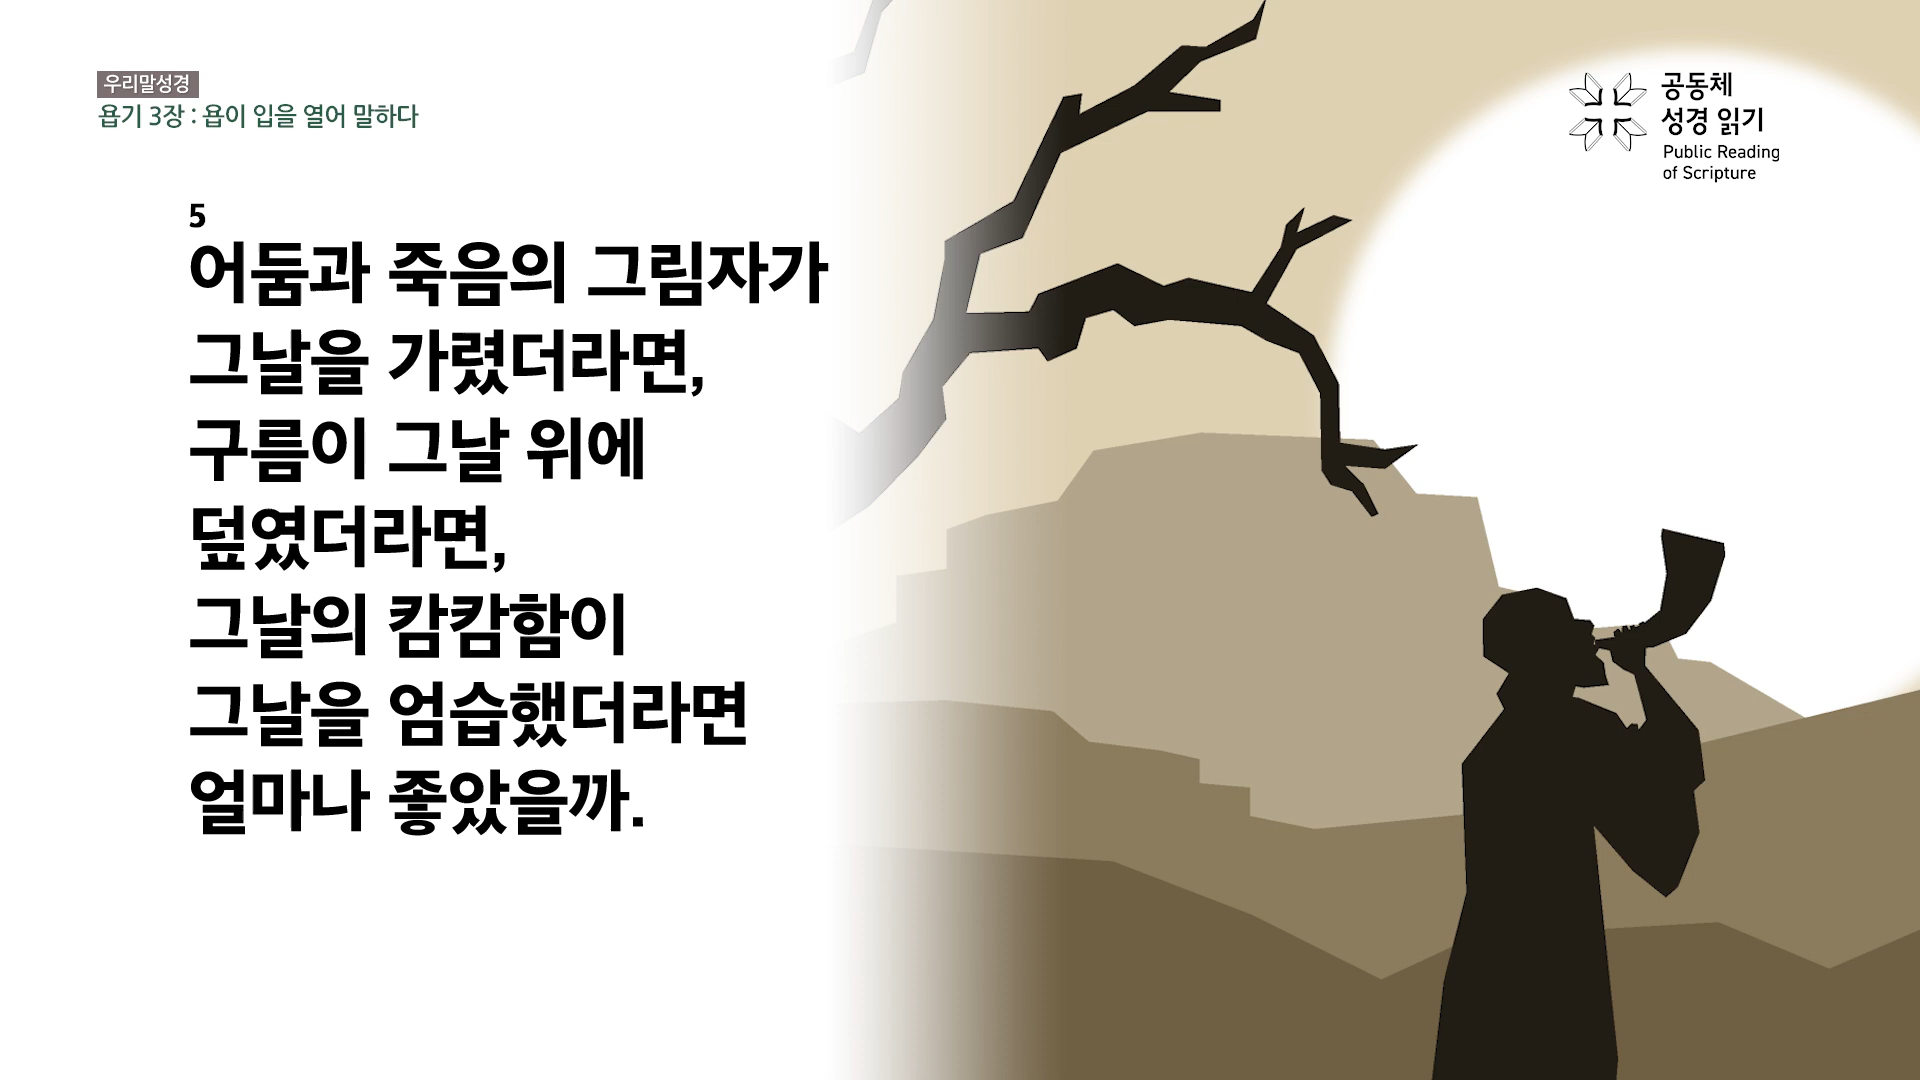 우리말성경
욥기 3장 : 욥이 입을 열어 말하다
공동체
성경 읽기
Public Reading
of Scripture
5
어둠과 죽음의 그림자가
그날을 가렸더라면,
구름이 그날 위에
덮였더라면,
그날의 캄캄함이
그날을 엄습했더라면
얼마나 좋았을까.